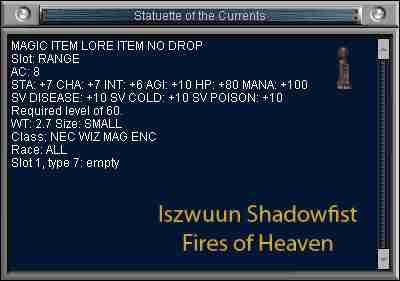 Statuette of the Currents
MAGIC ITEM LORE ITEM NO DROP
Slot: RANGE
AC: 8
STA: +7 CHA: +7 INT: +6 AGI: +10 HP: +80 MANA: +100
SV DISEASE: +10 SV COLD: +10 SV POISON: +10
Required level of 60.
WT: 2.7 Size: SMALL
Class: NEC WIZ MAG ENC
Race: ALL
Slot 1, type 7: empty
Iszwuun Shadowfist
Fires of Heaven